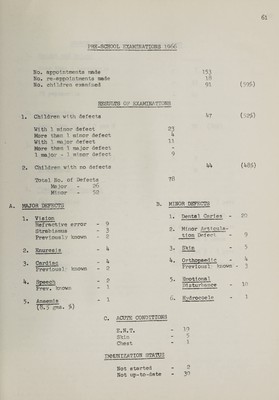 61
PRE-SCHOOL EXAMINATIONS 1966
No. appointments made 153
No. re-appointments made 18
No. children examined 91 (59%)
RESULTS OF EXAMINATIONS
1. Children with defects 47 (52%)
With 1 minor defect 23
More than 1 minor defect 4
With 1 major defect 11
More than 1 major defect -
1 major - 1 minor defect 9
2. Children with no defects 44 (48%)
Total No. of Defects 78
Major - 26
Minor - 52
A. MAJOR DEFECTS
1. Vision
Refractive error - 9
Strabismus - 3
Previously known - 2
2. Enuresis - 4
3. Cardiac - 4
Previously known - 2
4. Speech - 2
Prev. known - 1
5. Anaemia - 1
(8.5 gms. %)
B. MINOR DEFECTS
1. Dental Caries - 20
2. Minor Articula-
tion Defect - 9
3. Skin - 5
4. Orthopaedic - 4
Previously known - 3
5. Emotional
Disturbance - 10
6. Hydrocoele - 1
C. ACUTE CONDITIONS
E.N.T. - 10
Skin
Chest - 1
IMMUNIZATION STATUS
Not started - 8
Not up-to-date - 30